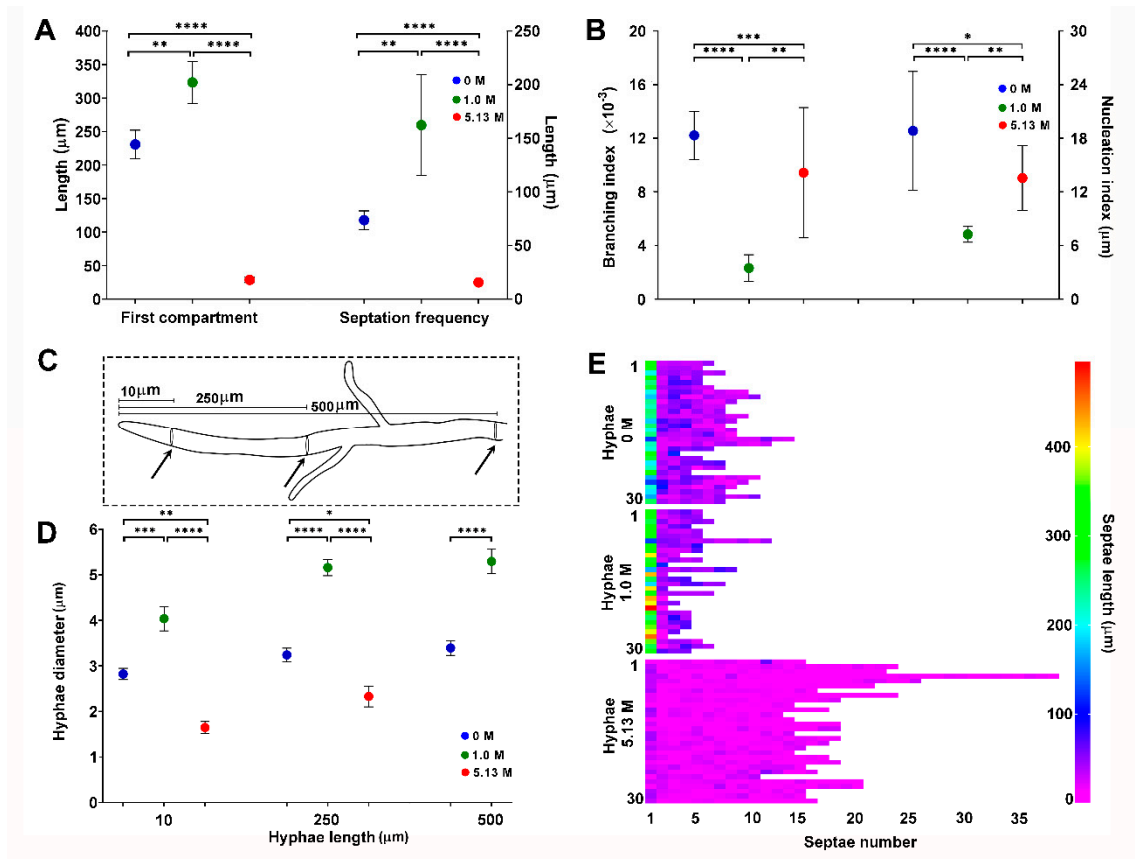 A
****
****
** ****
** ****
400
350
300
250
200
150
100
50
0
Length (μm)
250
200
150
100
50
0
Length (μm)
0 M
1.0 M
5.13 M
First compartment
Septation frequency
B
***
*
**** **
**** **
20
16
12
8
4
0
Branching index (×10⁻³)
30
24
18
12
6
0
Nucleation index (μm)
0 M
1.0 M
5.13 M
C
10μm
250μm
500μm
D
**
*
*** ****
**** ****
****
6
5
4
3
2
1
0
Hyphae diameter (μm)
0 M
1.0 M
5.13 M
10
250
500
Hyphae length (μm)
E
1
Hyphae
0 M
30
1
Hyphae
1.0 M
30
1
Hyphae
5.13 M
30
1 5 10 15 20 25 30 35
Septae number
400
300
200
100
0
Septae length (μm)